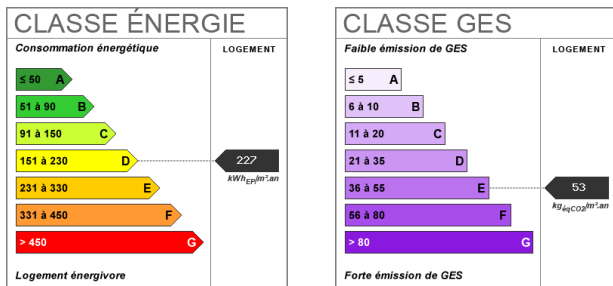 CLASSE ÉNERGIE
Consommation énergétique
LOGEMENT
≤ 50 A
51 à 90 B
91 à 150 C
151 à 230 D
227
kWhEP/m².an
231 à 330 E
331 à 450 F
> 450 G
Logement énergivore
CLASSE GES
Faible émission de GES
LOGEMENT
≤ 5 A
6 à 10 B
11 à 20 C
21 à 35 D
36 à 55 E
53
kgéqCO2/m².an
56 à 80 F
> 80 G
Forte émission de GES